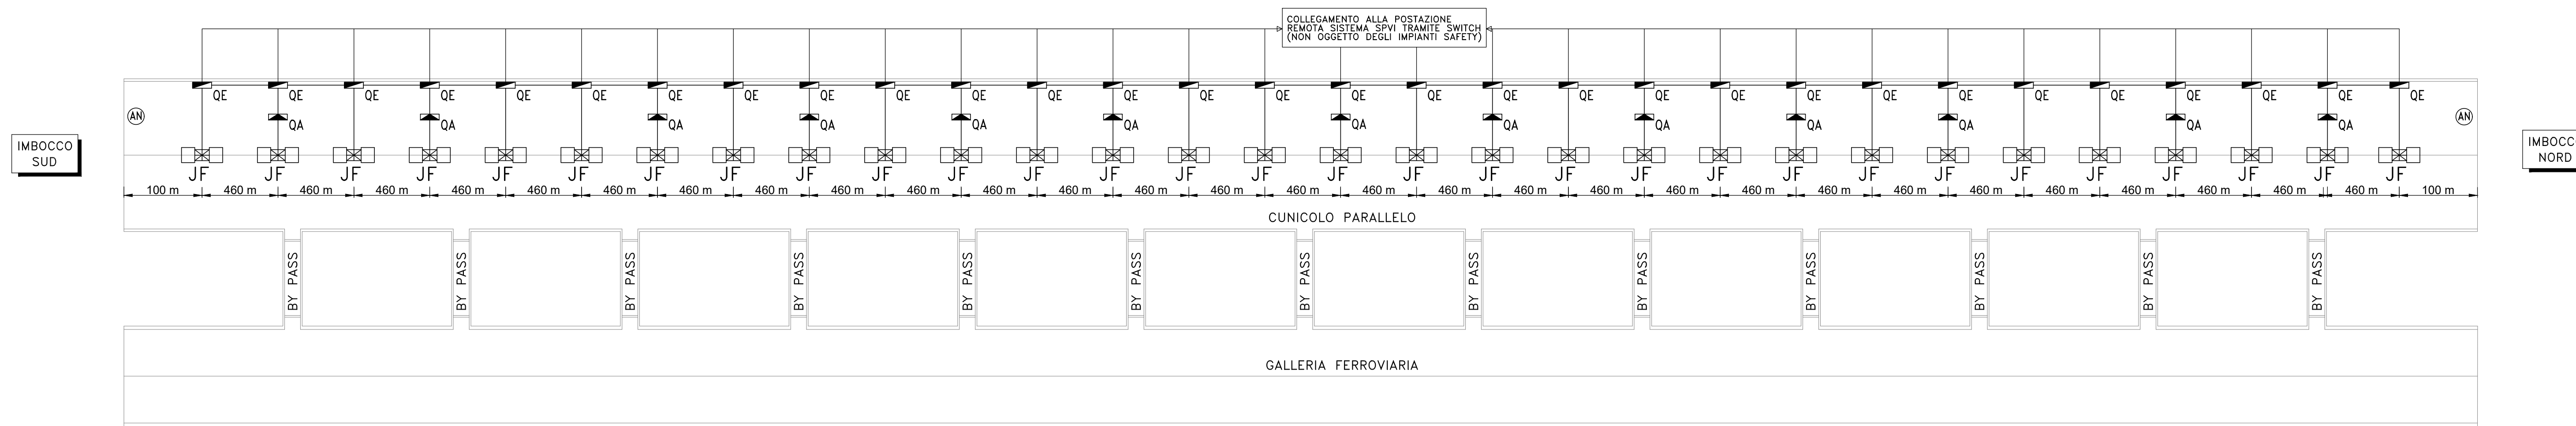 COLLEGAMENTO ALLA POSTAZIONE
REMOTA SISTEMA SPVI TRAMITE SWITCH
(NON OGGETTO DEGLI IMPIANTI SAFETY)
QE QE QE QE QE QE QE QE QE QE QE QE QE QE QE QE QE QE QE QE QE QE QE QE QE QE QE QE QE QE
AN QA QA QA QA QA QA QA QA QA QA QA QA QA AN
IMBOCCO
SUD
IMBOCCO
NORD
JF JF JF JF JF JF JF JF JF JF JF JF JF JF JF JF JF JF JF JF JF JF JF JF JF JF JF JF JF JF
100 m 460 m 460 m 460 m 460 m 460 m 460 m 460 m 460 m 460 m 460 m 460 m 460 m 460 m 460 m 460 m 460 m 460 m 460 m 460 m 460 m 460 m 460 m 460 m 460 m 460 m 460 m 460 m 460 m 460 m 100 m
CUNICOLO PARALLELO
BY PASS
BY PASS
BY PASS
BY PASS
BY PASS
BY PASS
BY PASS
BY PASS
BY PASS
BY PASS
BY PASS
BY PASS
BY PASS
GALLERIA FERROVIARIA